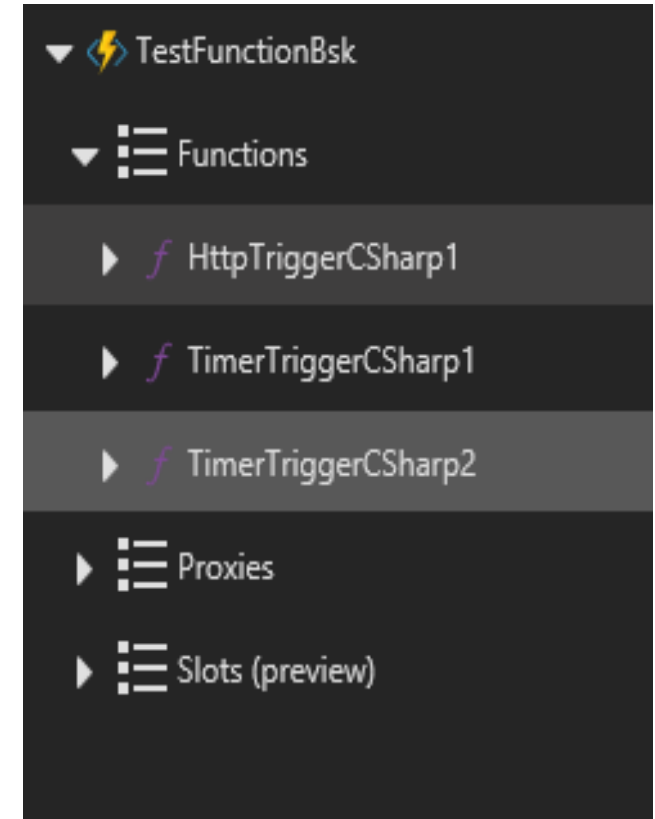 TestFunctionBsk
Functions
f HttpTriggerCSharp1
f TimerTriggerCSharp1
f TimerTriggerCSharp2
Proxies
Slots (preview)